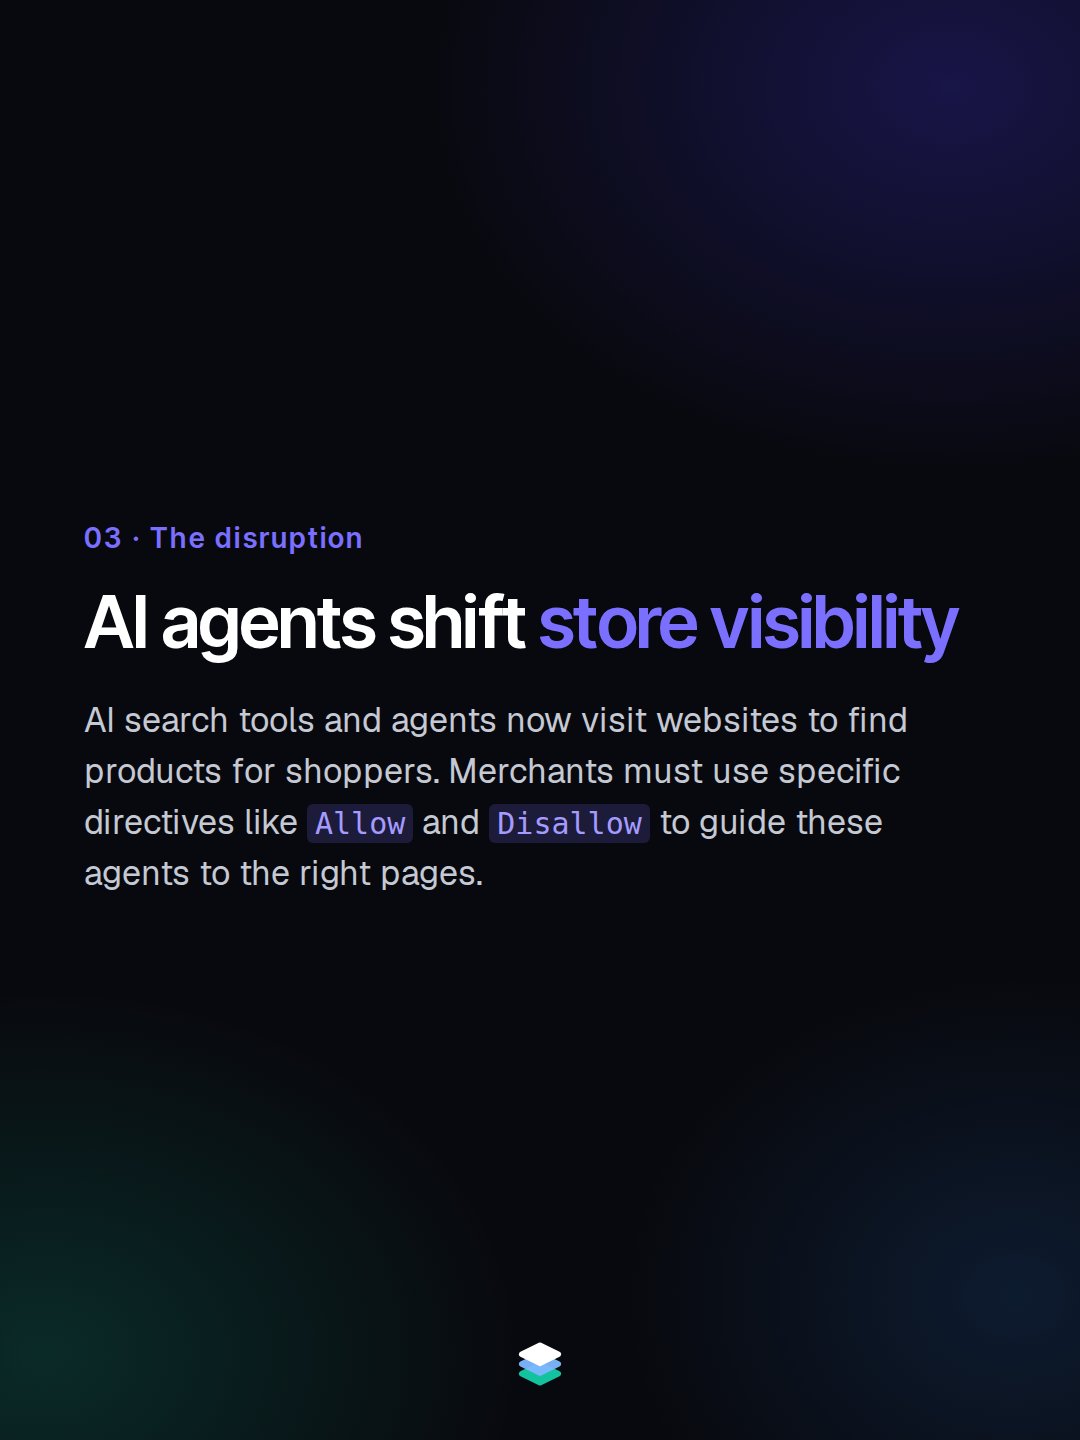 03 · The disruption
AI agents shift store visibility
AI search tools and agents now visit websites to find
products for shoppers. Merchants must use specific
directives like Allow and Disallow to guide these
agents to the right pages.